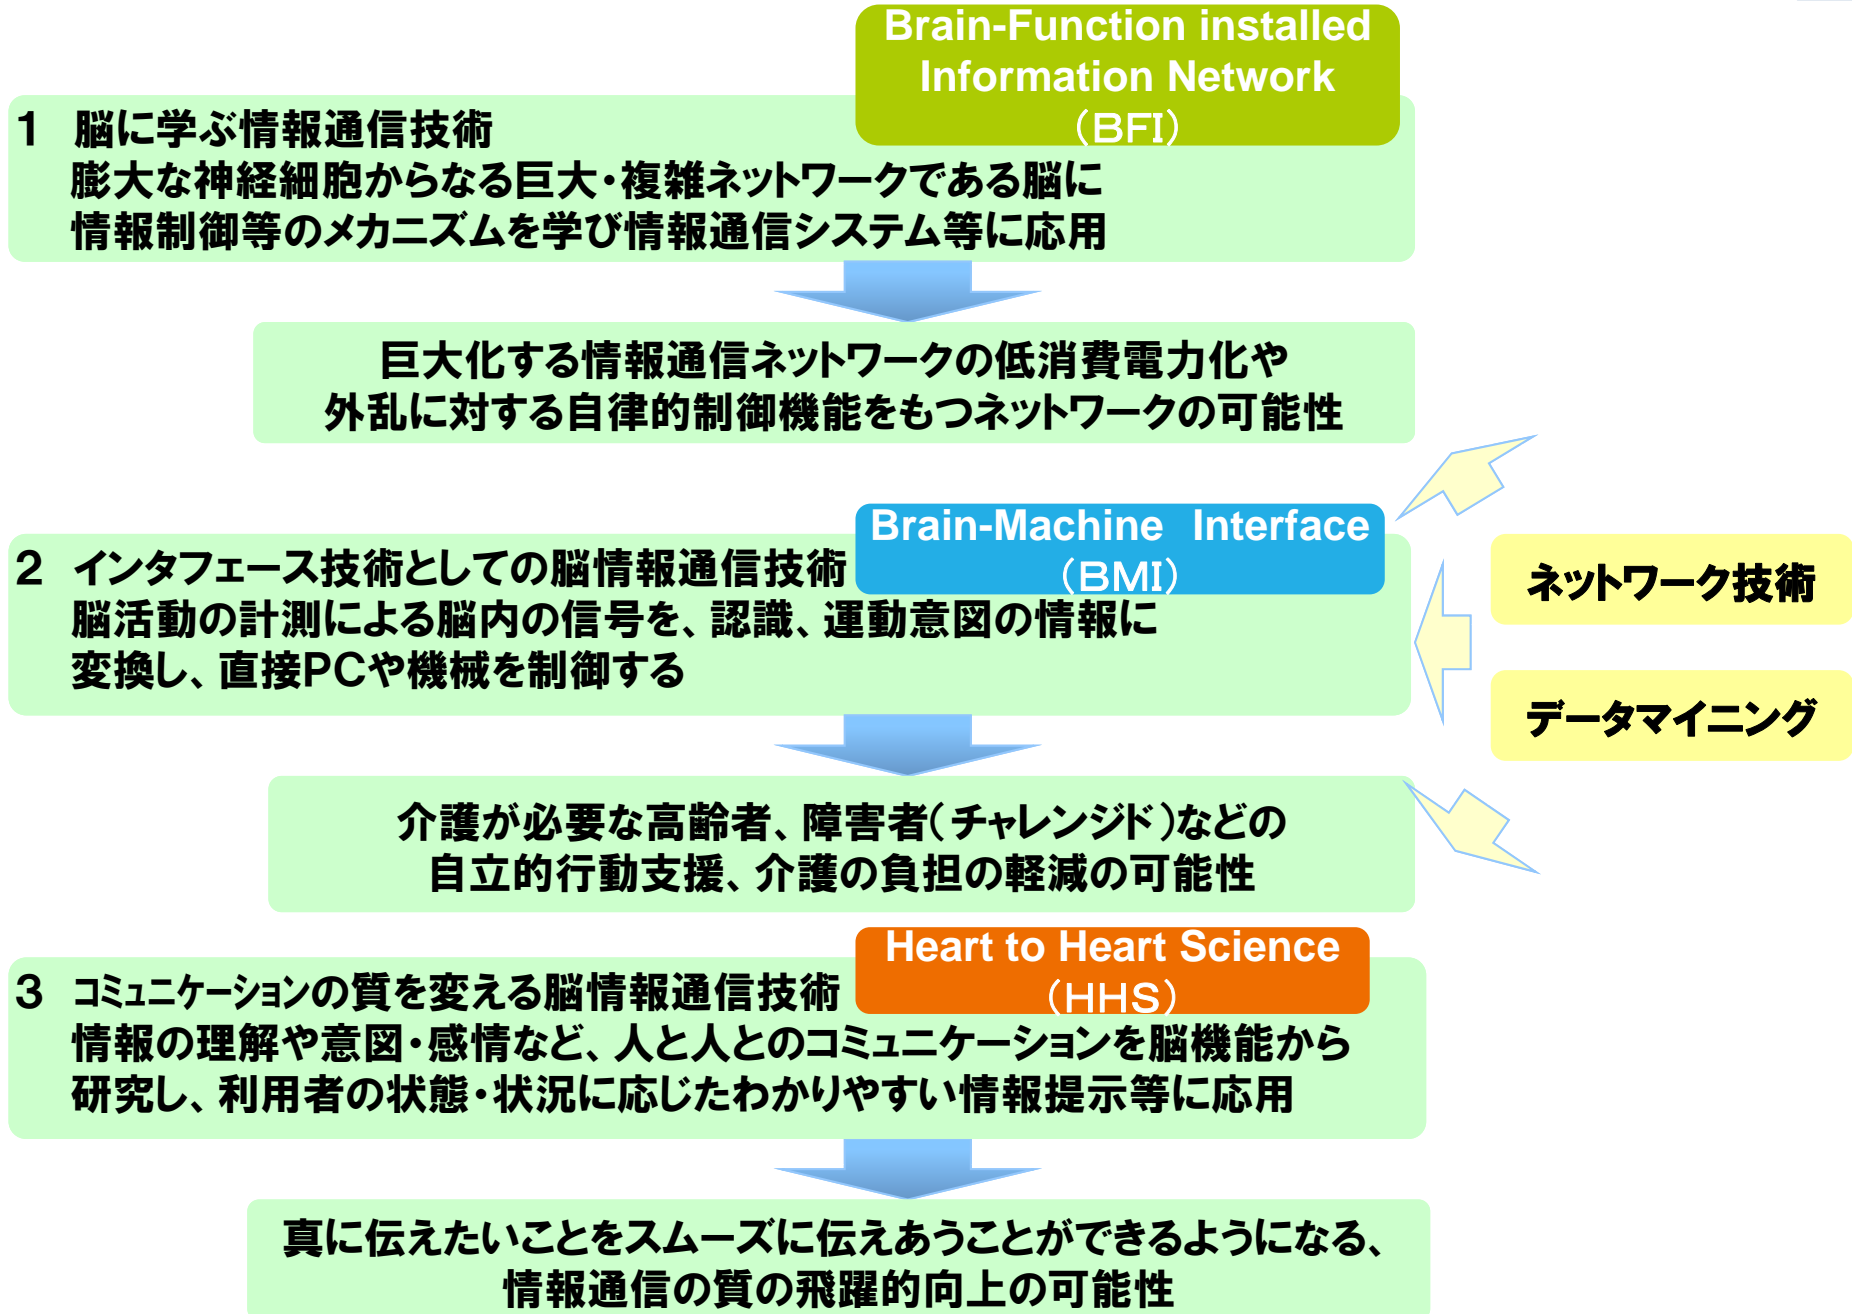 Brain-Function installed
Information Network
（BFI）
1 脳に学ぶ情報通信技術
膨大な神経細胞からなる巨大・複雑ネットワークである脳に
情報制御等のメカニズムを学び情報通信システム等に応用
巨大化する情報通信ネットワークの低消費電力化や
外乱に対する自律的制御機能をもつネットワークの可能性
Brain-Machine Interface
（BMI）
2 インタフェース技術としての脳情報通信技術
脳活動の計測による脳内の信号を、認識、運動意図の情報に
変換し、直接PCや機械を制御する
ネットワーク技術
データマイニング
介護が必要な高齢者、障害者（チャレンジド）などの
自立的行動支援、介護の負担の軽減の可能性
Heart to Heart Science
（HHS）
3 コミュニケーションの質を変える脳情報通信技術
情報の理解や意図・感情など、人と人とのコミュニケーションを脳機能から
研究し、利用者の状態・状況に応じたわかりやすい情報提示等に応用
真に伝えたいことをスムーズに伝えあうことができるようになる、
情報通信の質の飛躍的向上の可能性